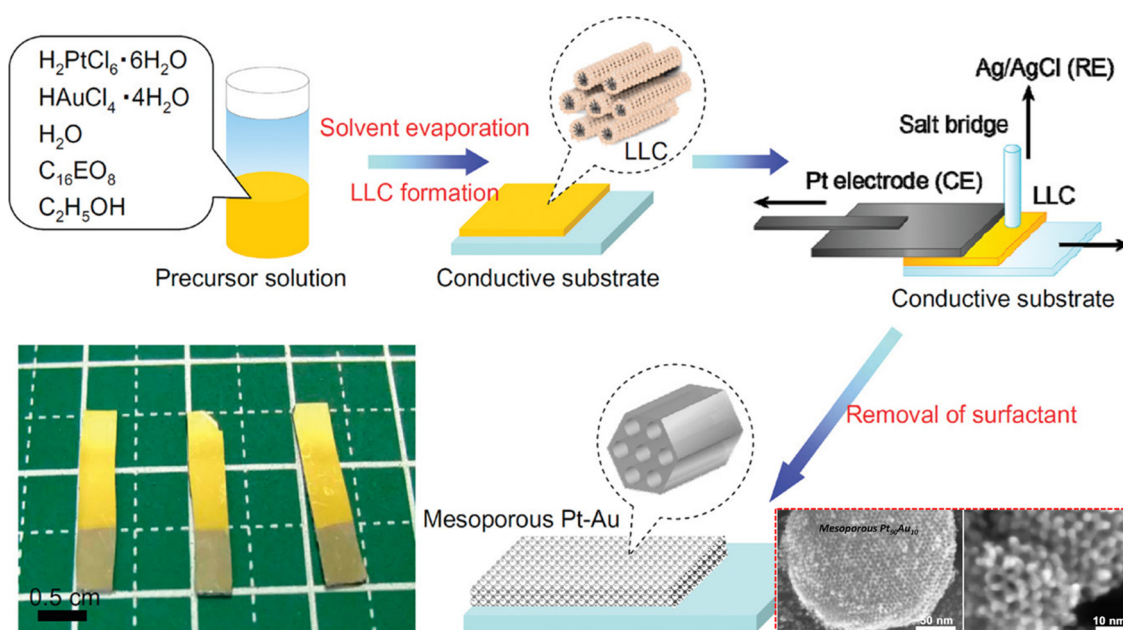 H₂PtCl₆·6H₂O
HAuCl₄·4H₂O
H₂O
C₁₆EO₈
C₂H₅OH
Precursor solution
Solvent evaporation
LLC formation
LLC
Conductive substrate
Ag/AgCl (RE)
Salt bridge
Pt electrode (CE)
LLC
Conductive substrate
Removal of surfactant
0.5 cm
Mesoporous Pt-Au
Mesoporous Pt₉₀Au₁₀
50 nm
10 nm